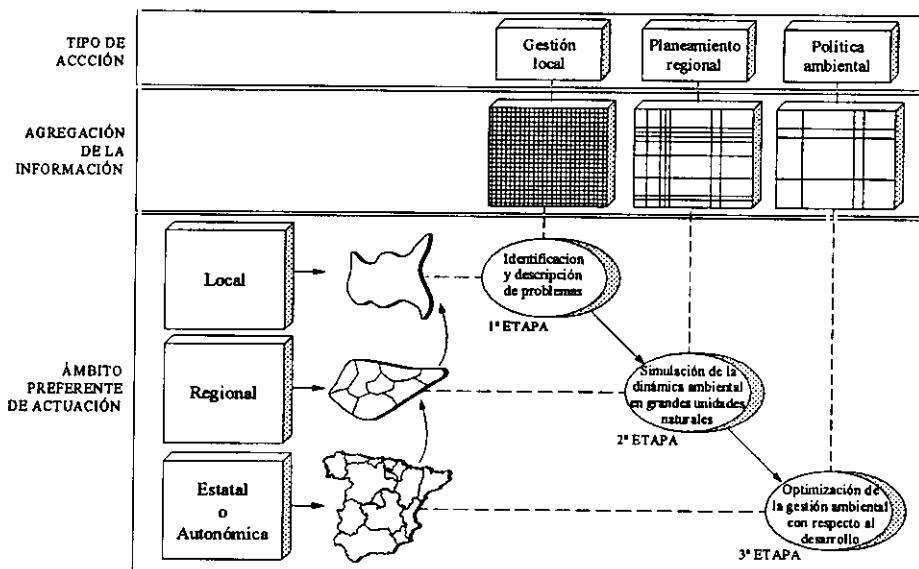 TIPO DE
ACCCIÓN
Gestión
local
Planeamiento
regional
Política
ambiental
AGREGACIÓN
DE LA
INFORMACIÓN
ÁMBITO
PREFERENTE
DE ACTUACIÓN
Local
Identificacion
y descripción
de problemas
1ª ETAPA
Regional
Simulación de la
dinámica ambiental
en grandes unidades
naturales
2ª ETAPA
Estatal
o
Autonómica
Optimización de
la gestión ambiental
con respecto al
desarrollo
3ª ETAPA